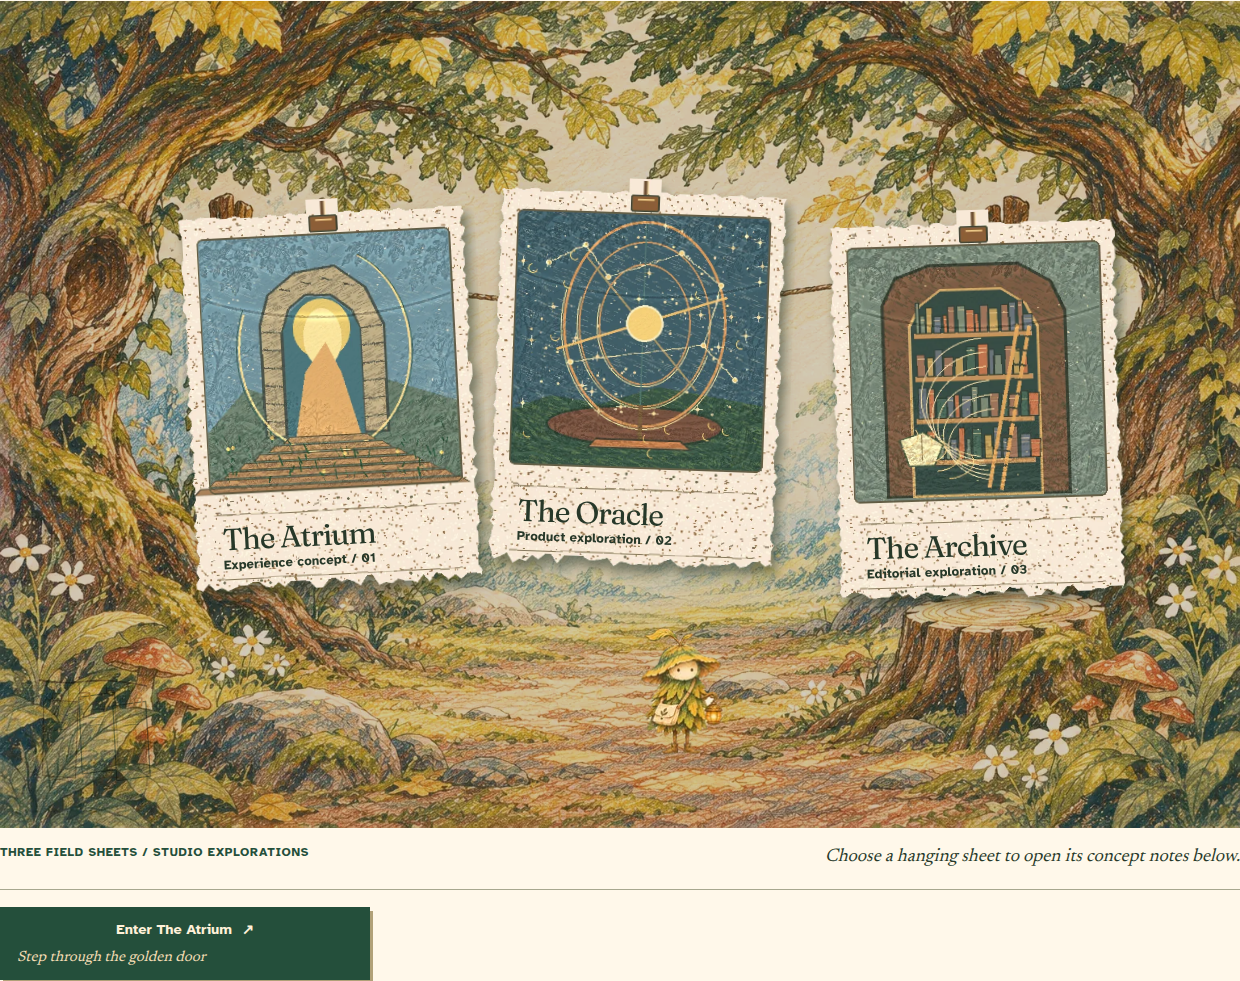 The Atrium
Experience concept / 01
The Oracle
Product exploration / 02
The Archive
Editorial exploration / 03
THREE FIELD SHEETS / STUDIO EXPLORATIONS
Choose a hanging sheet to open its concept notes below.
Enter The Atrium ↗
Step through the golden door